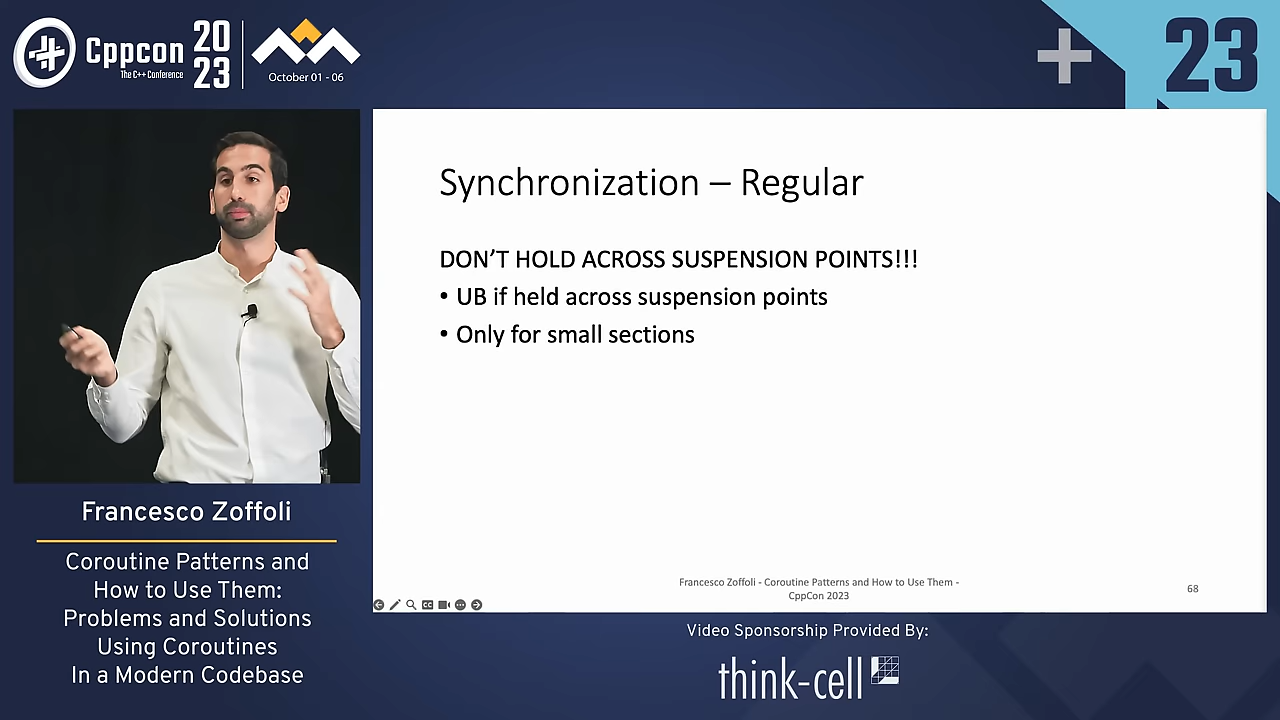 Cppcon
The C++ Conference
20
23
October 01 - 06
23
Synchronization – Regular
DON'T HOLD ACROSS SUSPENSION POINTS!!!
• UB if held across suspension points
• Only for small sections
Francesco Zoffoli - Coroutine Patterns and How to Use Them -
CppCon 2023
68
Francesco Zoffoli
Coroutine Patterns and
How to Use Them:
Problems and Solutions
Using Coroutines
In a Modern Codebase
Video Sponsorship Provided By:
think-cell